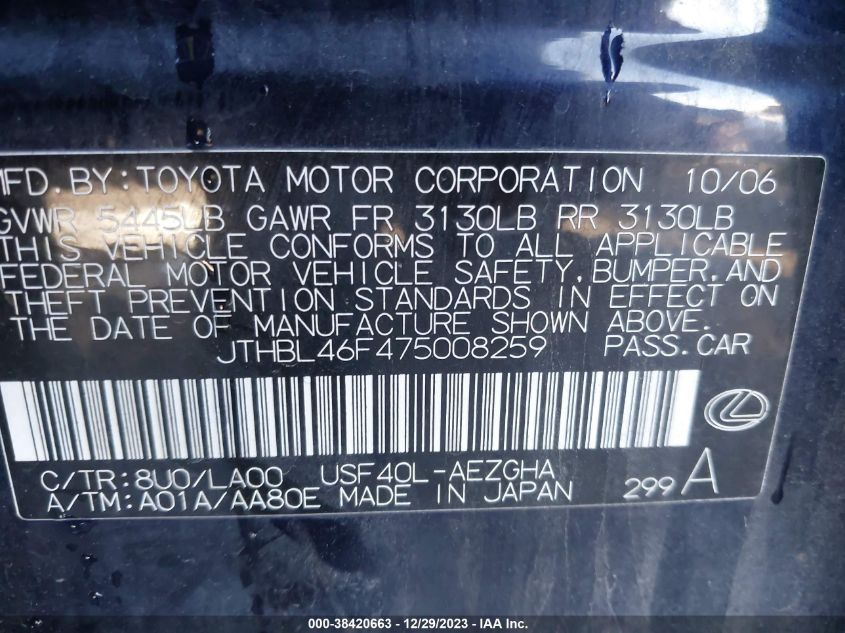 MFD. BY: TOYOTA MOTOR CORPORATION 10/06
GVWR 5445LB GAWR FR 3130LB RR 3130LB
THIS VEHICLE CONFORMS TO ALL APPLICABLE
FEDERAL MOTOR VEHICLE SAFETY, BUMPER, AND
THEFT PREVENTION STANDARDS IN EFFECT ON
THE DATE OF MANUFACTURE SHOWN ABOVE.
JTHBL46F475008259 PASS. CAR
C/TR: 8U0/LA00 USF40L-AEZGHA
A/TM: A01A/AA80E MADE IN JAPAN 299 A
000-38420663 - 12/29/2023 - IAA Inc.